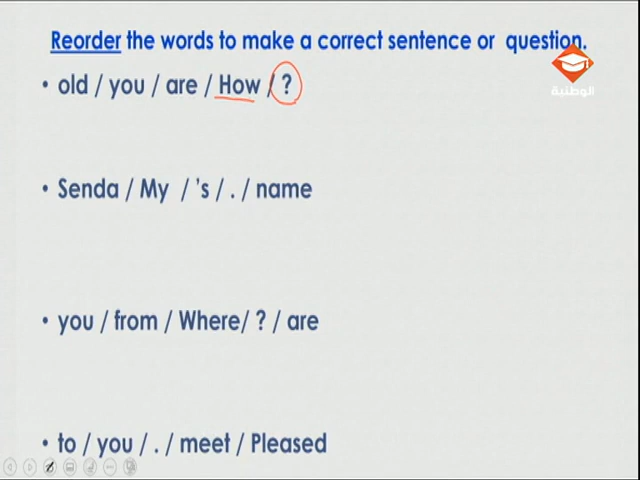 Reorder the words to make a correct sentence or question.
• old / you / are / How / ?
الوطنية
• Senda / My / 's / . / name
• you / from / Where/ ? / are
• to / you / . / meet / Pleased